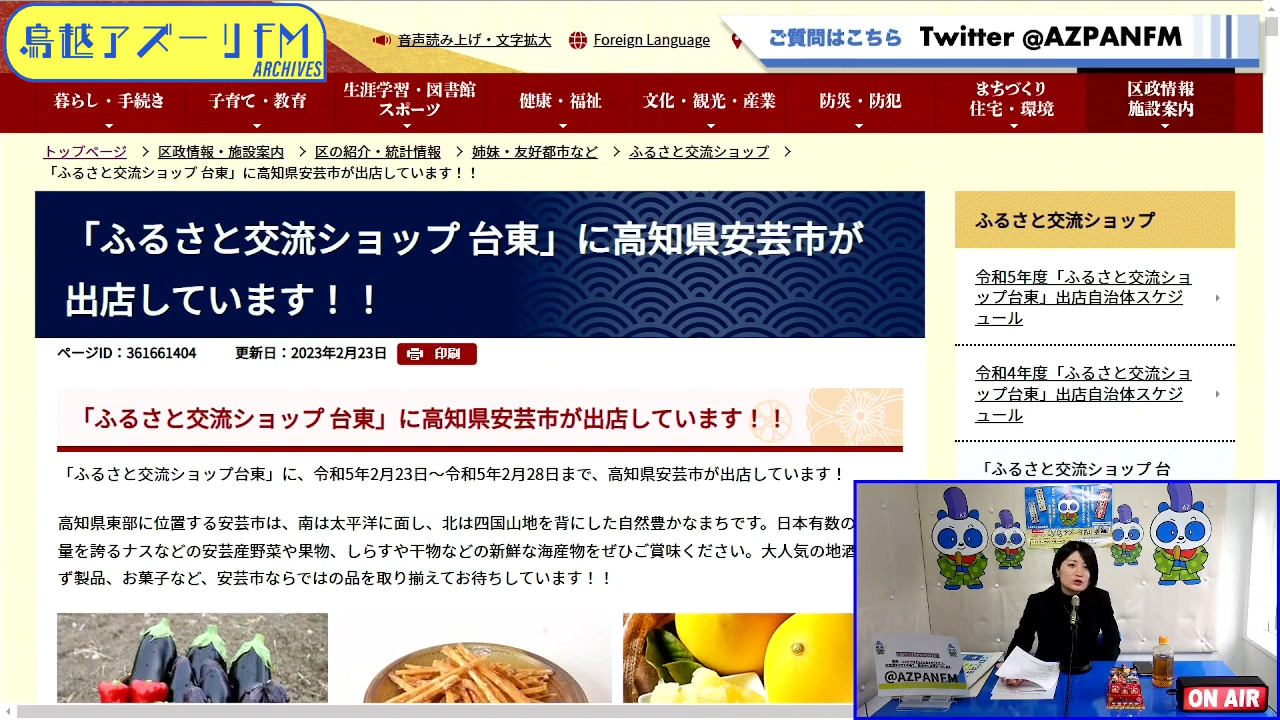 鳥越アズーリFM
ARCHIVES
音声読み上げ・文字拡大
Foreign Language
ご質問はこちら Twitter @AZPANFM
暮らし・手続き
子育て・教育
生涯学習・図書館
スポーツ
健康・福祉
文化・観光・産業
防災・防犯
まちづくり
住宅・環境
区政情報
施設案内
トップページ
区政情報・施設案内
区の紹介・統計情報
姉妹・友好都市など
ふるさと交流ショップ
「ふるさと交流ショップ 台東」に高知県安芸市が出店しています！！
「ふるさと交流ショップ 台東」に高知県安芸市が
出店しています！！
ページID：361661404
更新日：2023年2月23日
印刷
「ふるさと交流ショップ 台東」に高知県安芸市が出店しています！！
「ふるさと交流ショップ台東」に、令和5年2月23日～令和5年2月28日まで、高知県安芸市が出店しています！
高知県東部に位置する安芸市は、南は太平洋に面し、北は四国山地を背にした自然豊かなまちです。日本有数の
量を誇るナスなどの安芸産野菜や果物、しらすや干物などの新鮮な海産物をぜひご賞味ください。大人気の地酒
ず製品、お菓子など、安芸市ならではの品を取り揃えてお待ちしています！！
ふるさと交流ショップ
令和5年度「ふるさと交流ショ
ップ台東」出店自治体スケジ
ュール
令和4年度「ふるさと交流ショ
ップ台東」出店自治体スケジ
ュール
「ふるさと交流ショップ 台
@AZPANFM
ON AIR